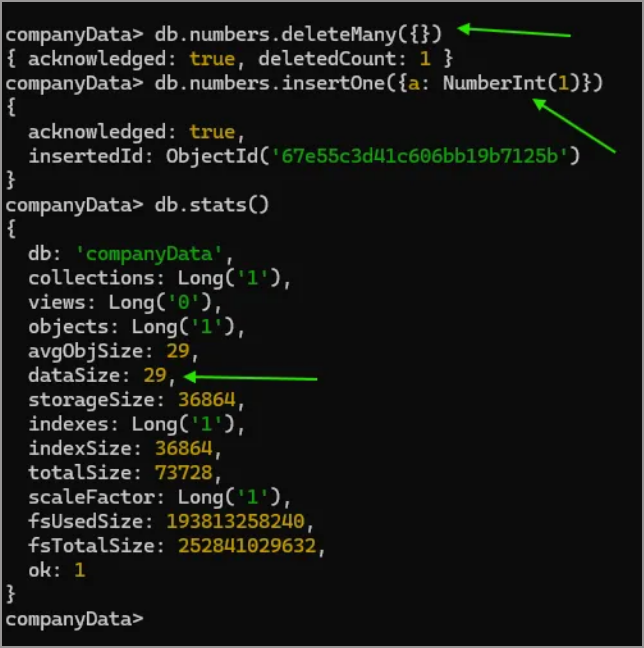 companyData> db.numbers.deleteMany({})
{ acknowledged: true, deletedCount: 1 }
companyData> db.numbers.insertOne({a: NumberInt(1)})
{
  acknowledged: true,
  insertedId: ObjectId('67e55c3d41c606bb19b7125b')
}
companyData> db.stats()
{
  db: 'companyData',
  collections: Long('1'),
  views: Long('0'),
  objects: Long('1'),
  avgObjSize: 29,
  dataSize: 29,
  storageSize: 36864,
  indexes: Long('1'),
  indexSize: 36864,
  totalSize: 73728,
  scaleFactor: Long('1'),
  fsUsedSize: 193813258240,
  fsTotalSize: 252841029632,
  ok: 1
}
companyData>